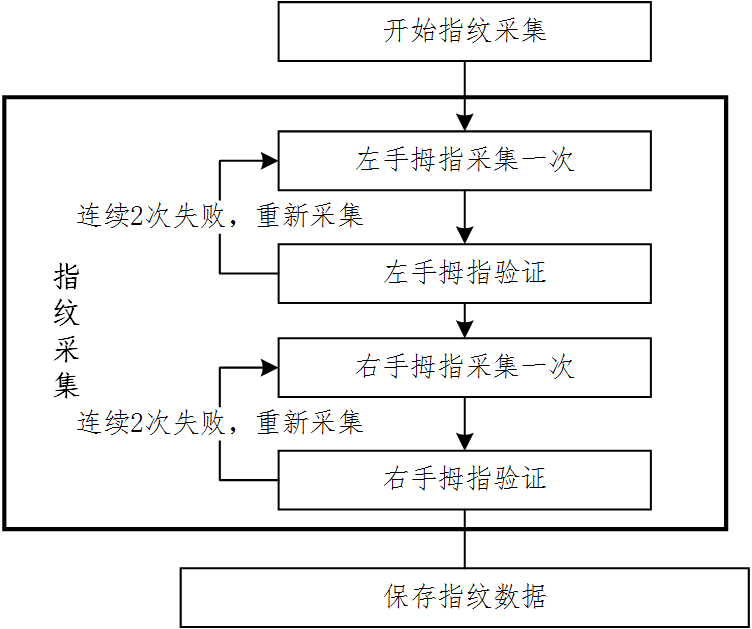 开始指纹采集
左手拇指采集一次
连续2次失败，重新采集
左手拇指验证
指纹采集
右手拇指采集一次
连续2次失败，重新采集
右手拇指验证
保存指纹数据